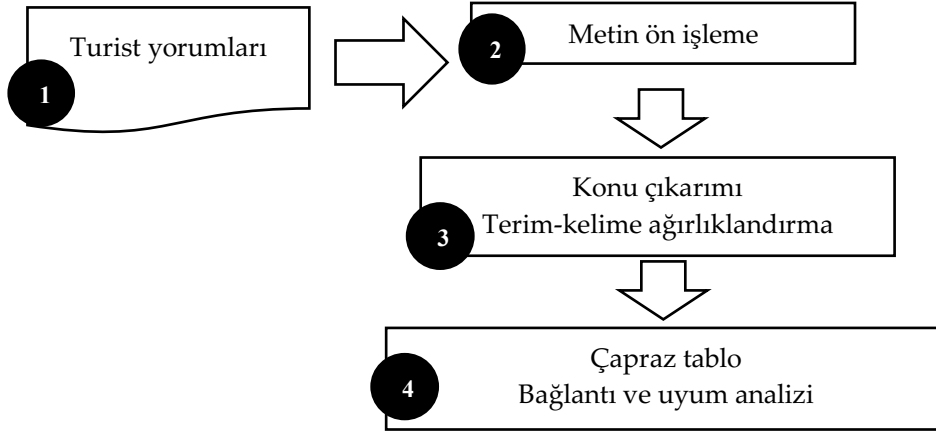 Turist yorumları
1
Metin ön işleme
2
Konu çıkarımı
Terim-kelime ağırlıklandırma
3
Çapraz tablo
Bağlantı ve uyum analizi
4